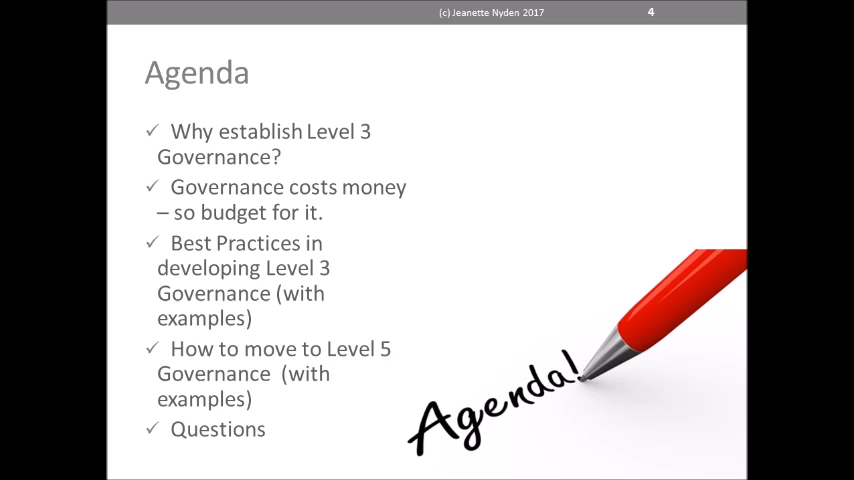 (c) Jeanette Nyden 2017 4
Agenda
✓ Why establish Level 3
Governance?
✓ Governance costs money
– so budget for it.
✓ Best Practices in
developing Level 3
Governance (with
examples)
✓ How to move to Level 5
Governance (with
examples)
✓ Questions
Agenda!